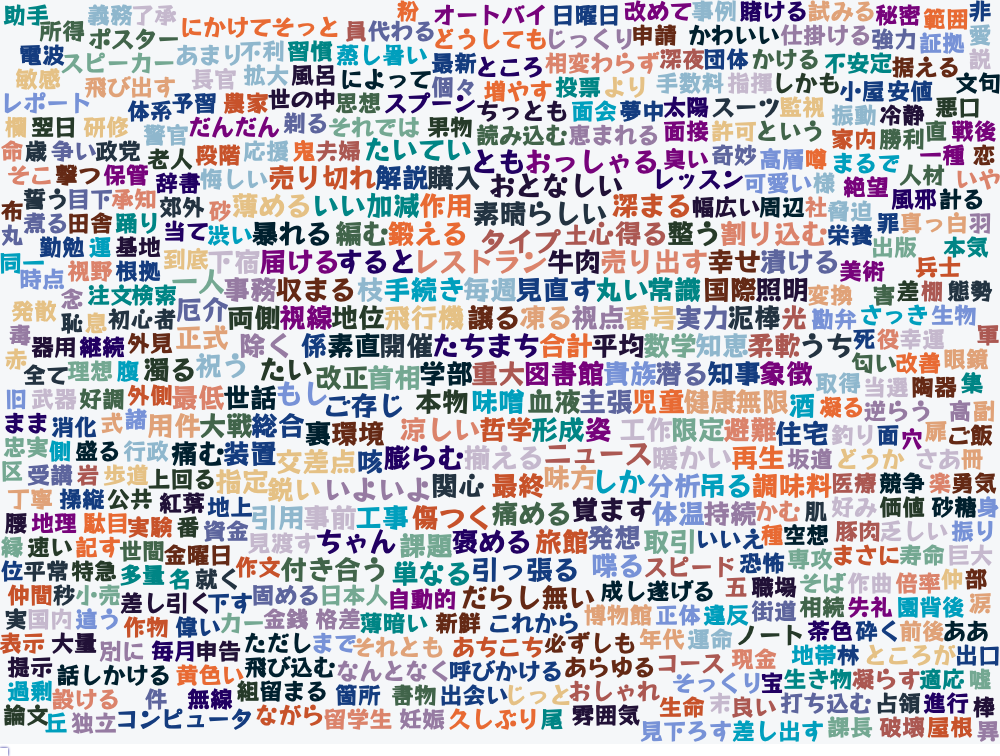 助手 義務 了承 にかけて そっと 粉 オートバイ 日曜日 改めて 事例 賭ける 試みる 秘密 範囲 非
所得 ポスター 員 代わる どうしても じっくり 申請 かわいい 仕掛ける 強力 証拠 愛
電波 スピーカー あまり 不利 習慣 蒸し暑い 最新 ところ 相変わらず 深夜 団体 かける 不安定 据える 説
敏感 飛び出す 長官 拡大 風呂 によって 個々 増やす 投票 より 手数料 指揮 しかも 小屋 安値 文句
レポート 体系 予習 農家 世の中 思想 スプーン ちっとも 面会 夢中 太陽 スーツ 監視 振動 冷静 悪口
欄 翌日 研修 警官 だんだん 剃る それでは 男物 読み込む 恵まれる 面接 許可 という 家内 勝利 直 戦後
命 歳 争い 政党 老人 段階 応援 鬼 夫婦 たいてい ともおっしゃる 臭い 奇妙 高層 噂 まるで 一種 恋
そこ 撃つ 保管 辞書 悔しい 売り切れ 解説 購入 おとなしい レッスン 可愛い 様 絶望 人材 いや
布 誓う 目下 承知 郊外 砂 薄める いい加減 作用 素晴らしい 深まる 幅広い 周辺 社 脅迫 風邪 計る
丸 煮る 田舎 踊り 当て 渋い 暴れる 編む 鍛える タイプ 土 心得る 整う 割り込む 栄養 罪 真っ白 羽
同一 勤勉 運 基地 到底 下宿 届ける すると レストラン 牛肉 売り出す 幸せ 漬ける 美術 出版 本気
時点 視野 根拠 一人 事務 収まる 枝 手続き 毎週 見直す 丸い 常識 国際 照明 変換 兵士
発散 念 注文 検索 厄介 両側 視線 地位 飛行機 譲る 凍る 視点 番号 実力 泥棒 光 勘弁 さっき 害 差 棚 態勢 生物
毒 恥 息 初心者 正式 除く 係 素直 開催 たちまち 合計 平均 数学 知恵 柔軟 うち 死 役 幸運 軍
赤 器用 継続 外見 濁る 祝う たい 改正 首相 学部 重大 図書館 貴族 潜る 知事 象徴 匂い 改善 眼鏡
全て 理想 腹 最低 世話 もし ご存じ 本物 味噌 血液 主張 児童 健康 無限 酒 凝る 取得 当選 陶器 集
旧 武器 好調 外側 用件 大戦 総合 裏 環境 涼しい 哲学 形成 姿 工作 限定 避難 住宅 釣り 逆らう 高 副
まま 消化 式 諸 痛む 装置 交差点 咳 膨らむ 揃える ニュース 暖かい 再生 坂道 どうか 面 穴 扉 ご飯
忠実 側 盛る 行政 指定 鋭い いよいよ 関心 最終 味方 しか 分析 吊る 調味料 医療 競争 さあ 冊
区 受講 岩 歩道 上回る 引用 事前 工事 傷つく 痛める 覚ます 体温 持続 かむ 肌 好み 価値 楽 勇気
丁寧 操縦 公共 紅葉 地上 見渡す ちゃん 課題 褒める 旅館 発想 取引 いいえ 種 空想 豚肉 乏しい 砂糖 身
腰 地理 駄目 実験 番 資金 付き合う 単なる 引っ張る 喋る スピード 恐怖 専攻 まさに 寿命 振り
縁 速い 記す 世間 金曜日 作文 固める 日本人 自動的 だらし無い 成し遂げる 五 職場 そば 作曲 倍率 巨大
位 平常 特急 多量 名 就く カー 金銭 格差 薄暗い 新鮮 これから 博物館 正体 違反 街道 相続 失礼 仲 部
仲間 秒 小売 差し引く 下す ただし まで それとも あちこち 必ずしも 年代 運命 ノート 茶色 砕く 園 背後 涙
実 国内 這う 作物 偉い 飛び込む なんとなく 呼びかける あらゆる コース 現金 地帯 林 前後 ああ
表示 大量 別に 毎月 申告 組 留まる 箇所 書物 出会い じっと おしゃれ そっくり 宝 生き物 ところが 出口
提示 話しかける 黄色い 無線 ながら 留学生 妊娠 久しぶり 尾 雰囲気 生命 末 良い 打ち込む 凝らす 適応 嘘
過剰 設ける 件 コンピュータ 見下ろす 差し出す 課長 占領 進行 棒
論文 丘 独立 破壊 屋根 昇